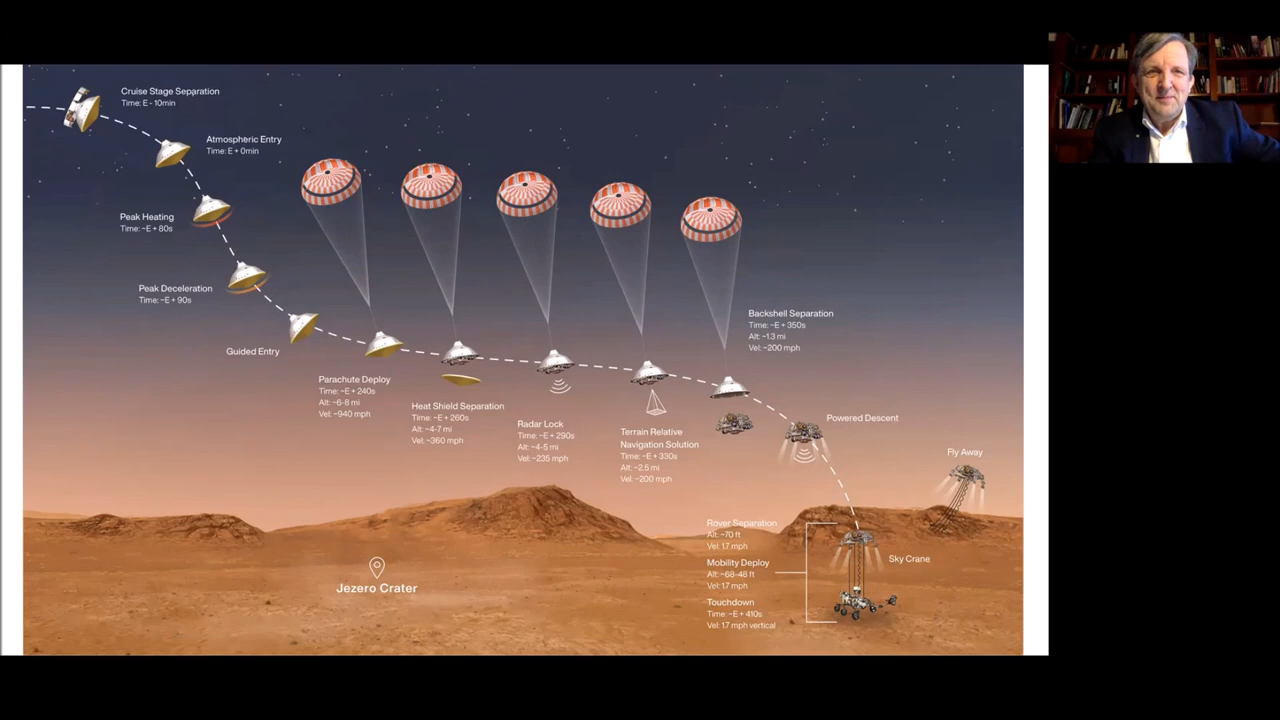 Cruise Stage Separation
Time: E - 10min
Atmospheric Entry
Time: E + 0min
Peak Heating
Time: ~E + 80s
Peak Deceleration
Time: ~E + 90s
Guided Entry
Parachute Deploy
Time: ~E + 240s
Alt: ~6-8 mi
Vel: ~940 mph
Heat Shield Separation
Time: ~E + 260s
Alt: ~4-7 mi
Vel: ~360 mph
Radar Lock
Time: ~E + 290s
Alt: ~4-5 mi
Vel: ~235 mph
Terrain Relative
Navigation Solution
Time: ~E + 330s
Alt: ~2.5 mi
Vel: ~200 mph
Backshell Separation
Time: ~E + 350s
Alt: ~1.3 mi
Vel: ~200 mph
Powered Descent
Fly Away
Rover Separation
Alt: ~70 ft
Vel: 1.7 mph
Mobility Deploy
Alt: ~68-48 ft
Vel: 1.7 mph
Touchdown
Time: ~E + 410s
Vel: 1.7 mph vertical
Sky Crane
Jezero Crater